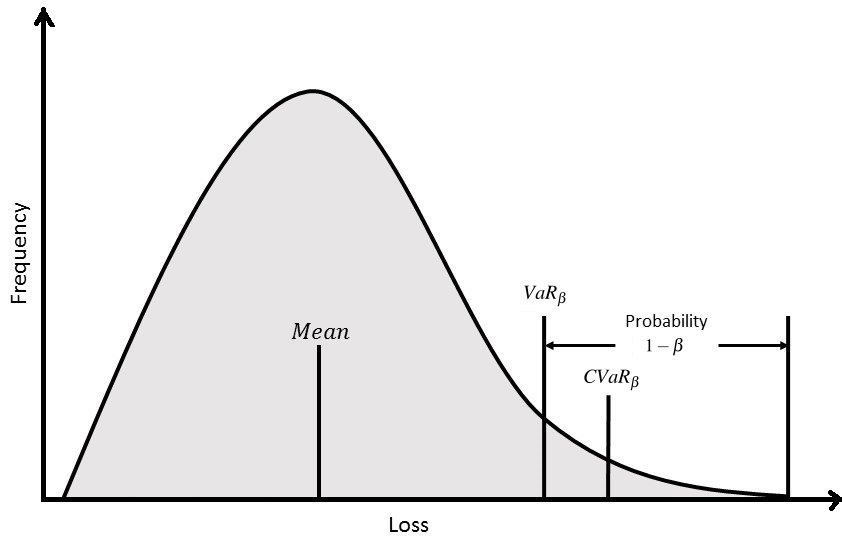 Frequency
Mean
VaRβ
Probability
1 − β
CVaRβ
Loss